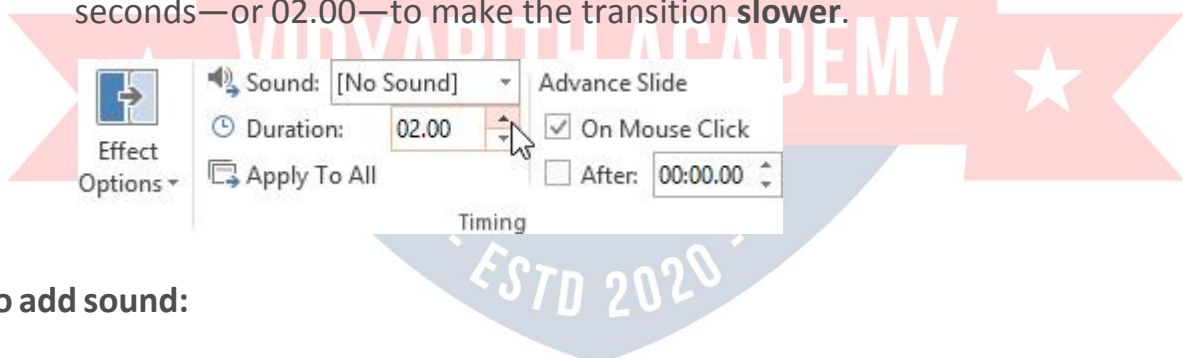 seconds—or 02.00—to make the transition slower.
VIDYARITH ACADEMY
Sound: [No Sound] Advance Slide
Duration: 02.00 On Mouse Click
Effect
Options Apply To All After: 00:00.00
Timing
- ESTD 2020 -
o add sound: